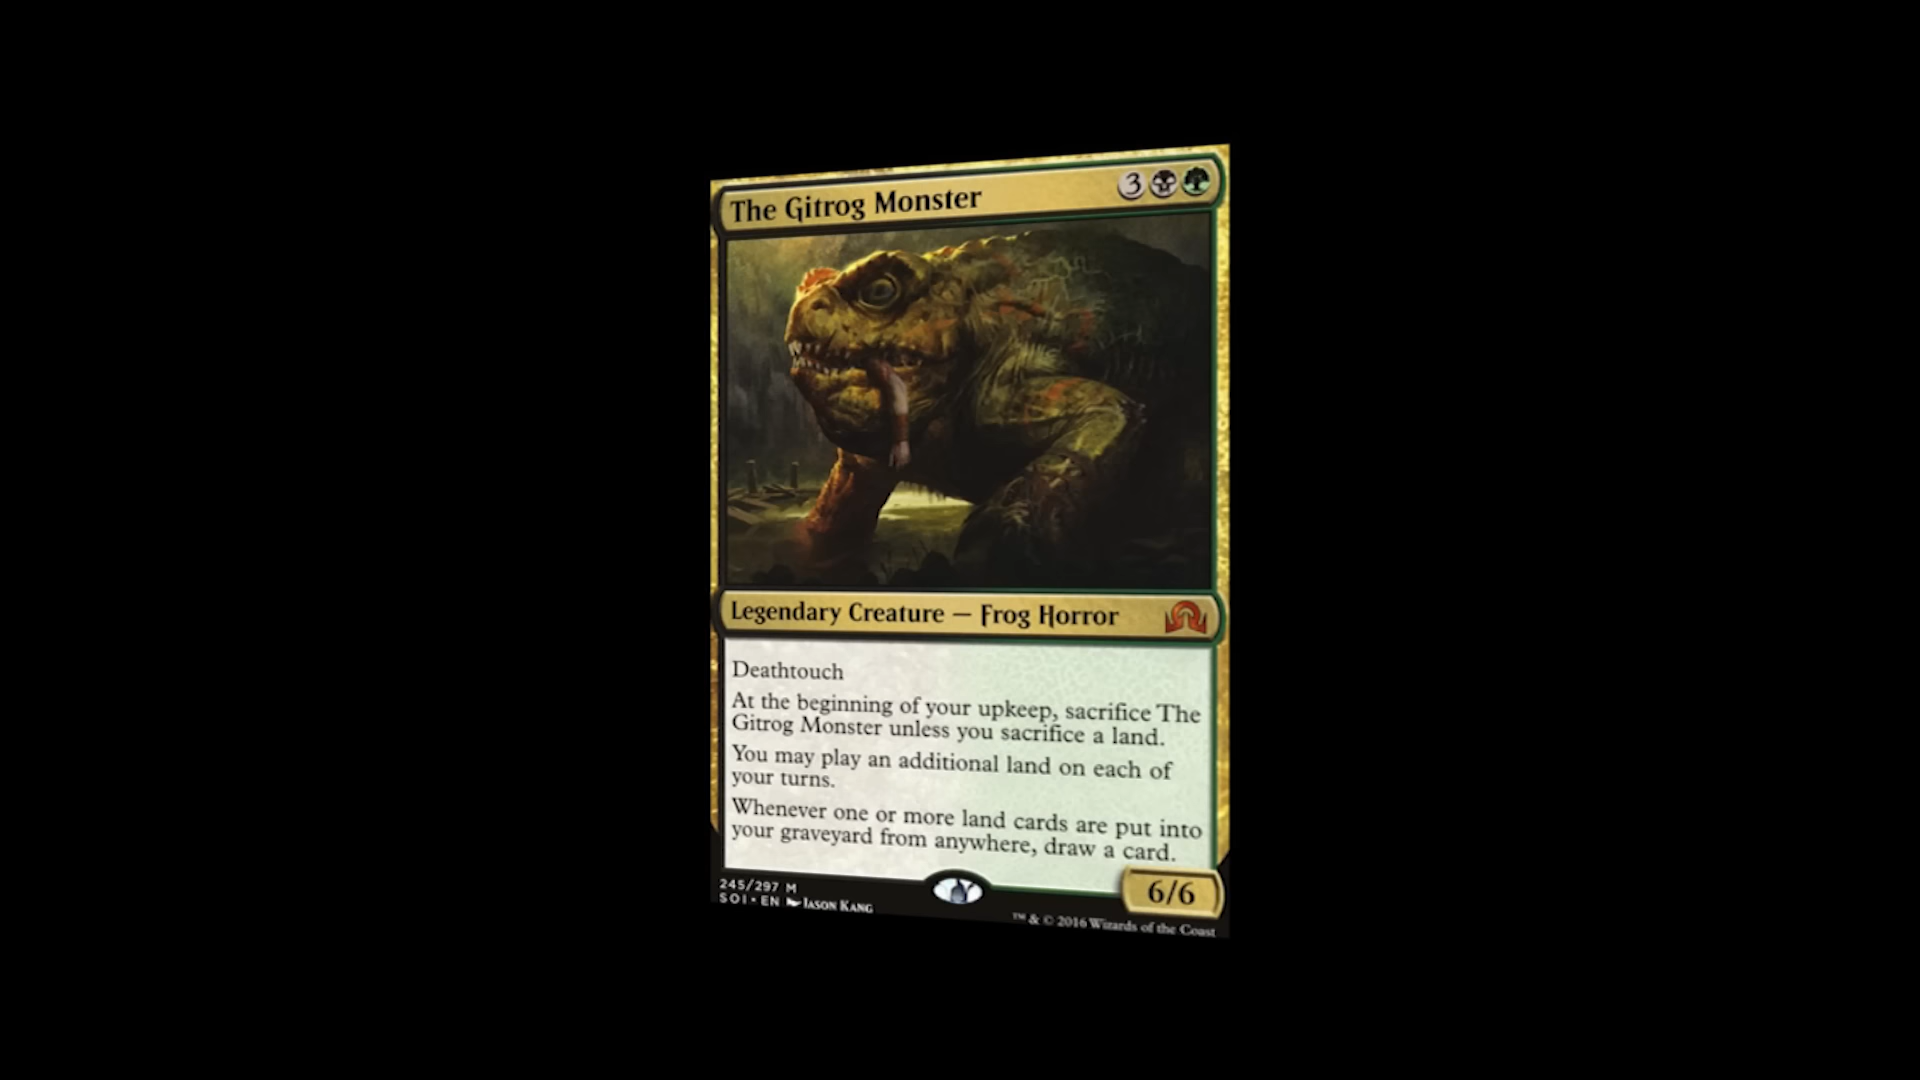 The Gitrog Monster 3
Legendary Creature — Frog Horror
Deathtouch
At the beginning of your upkeep, sacrifice The
Gitrog Monster unless you sacrifice a land.
You may play an additional land on each of
your turns.
Whenever one or more land cards are put into
your graveyard from anywhere, draw a card.
6/6
245/297 M
SOI • EN Jason Kang
™ & © 2016 Wizards of the Coast